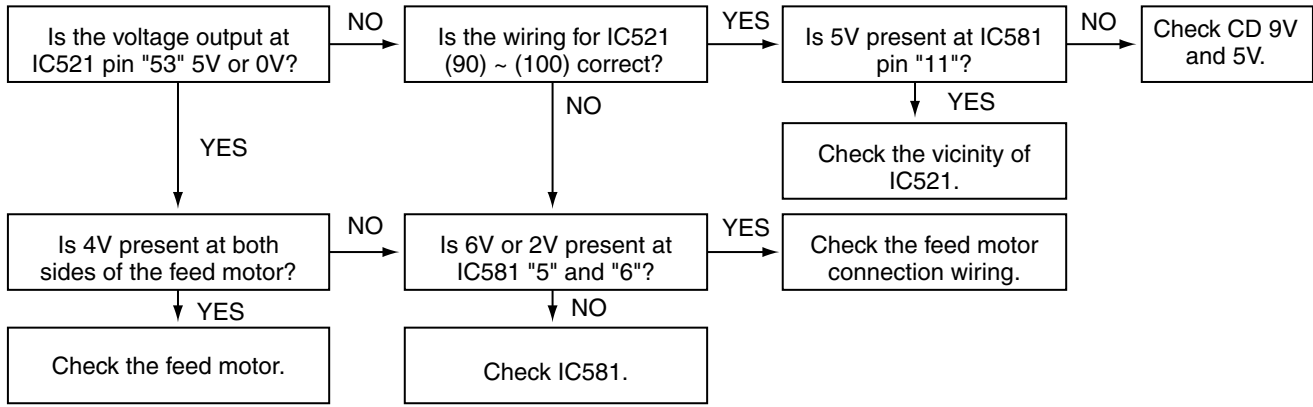 Is the voltage output at
IC521 pin "53" 5V or 0V?
NO
Is the wiring for IC521
(90) ~ (100) correct?
YES
Is 5V present at IC581
pin "11"?
NO
Check CD 9V
and 5V.
YES
NO
YES
Check the vicinity of
IC521.
Is 4V present at both
sides of the feed motor?
NO
Is 6V or 2V present at
IC581 "5" and "6"?
YES
Check the feed motor
connection wiring.
YES
NO
Check the feed motor.
Check IC581.